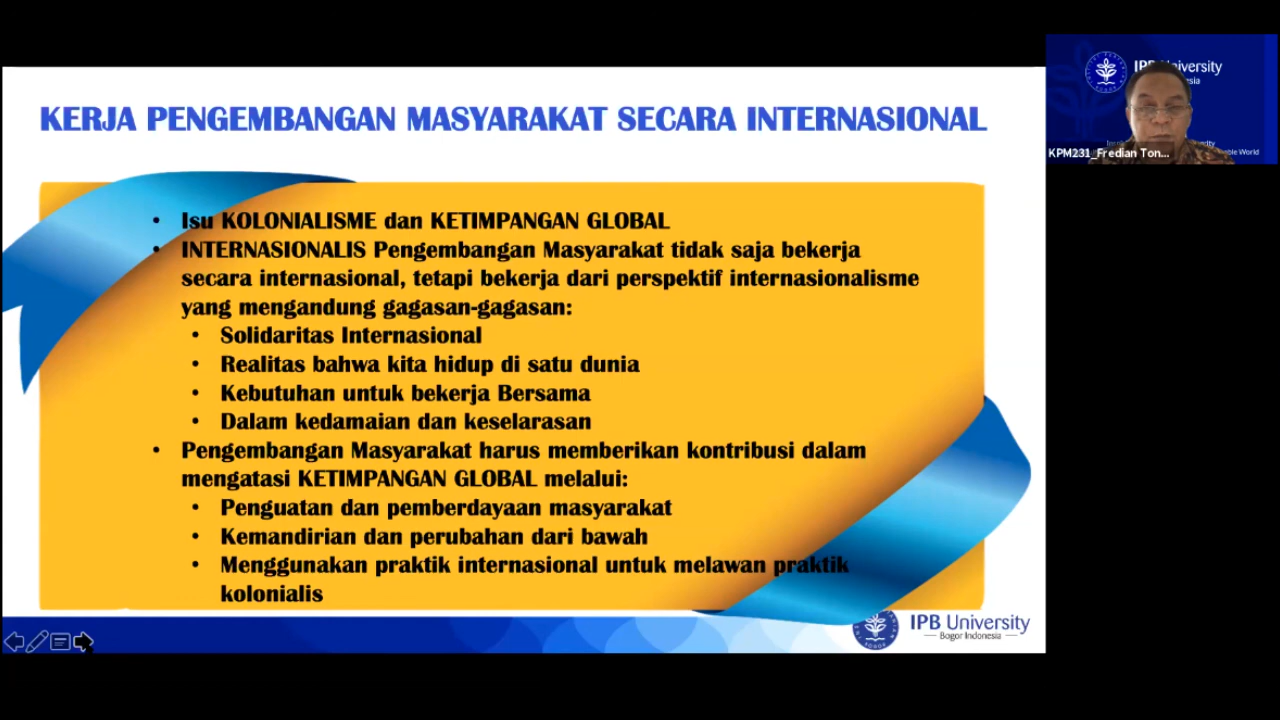 KERJA PENGEMBANGAN MASYARAKAT SECARA INTERNASIONAL
• Isu KOLONIALISME dan KETIMPANGAN GLOBAL
• INTERNASIONALIS Pengembangan Masyarakat tidak saja bekerja
secara internasional, tetapi bekerja dari perspektif internasionalisme
yang mengandung gagasan-gagasan:
• Solidaritas Internasional
• Realitas bahwa kita hidup di satu dunia
• Kebutuhan untuk bekerja Bersama
• Dalam kedamaian dan keselarasan
• Pengembangan Masyarakat harus memberikan kontribusi dalam
mengatasi KETIMPANGAN GLOBAL melalui:
• Penguatan dan pemberdayaan masyarakat
• Kemandirian dan perubahan dari bawah
• Menggunakan praktik internasional untuk melawan praktik
kolonialis
IPB University
Bogor Indonesia
KPM231_Fredian Ton...
World